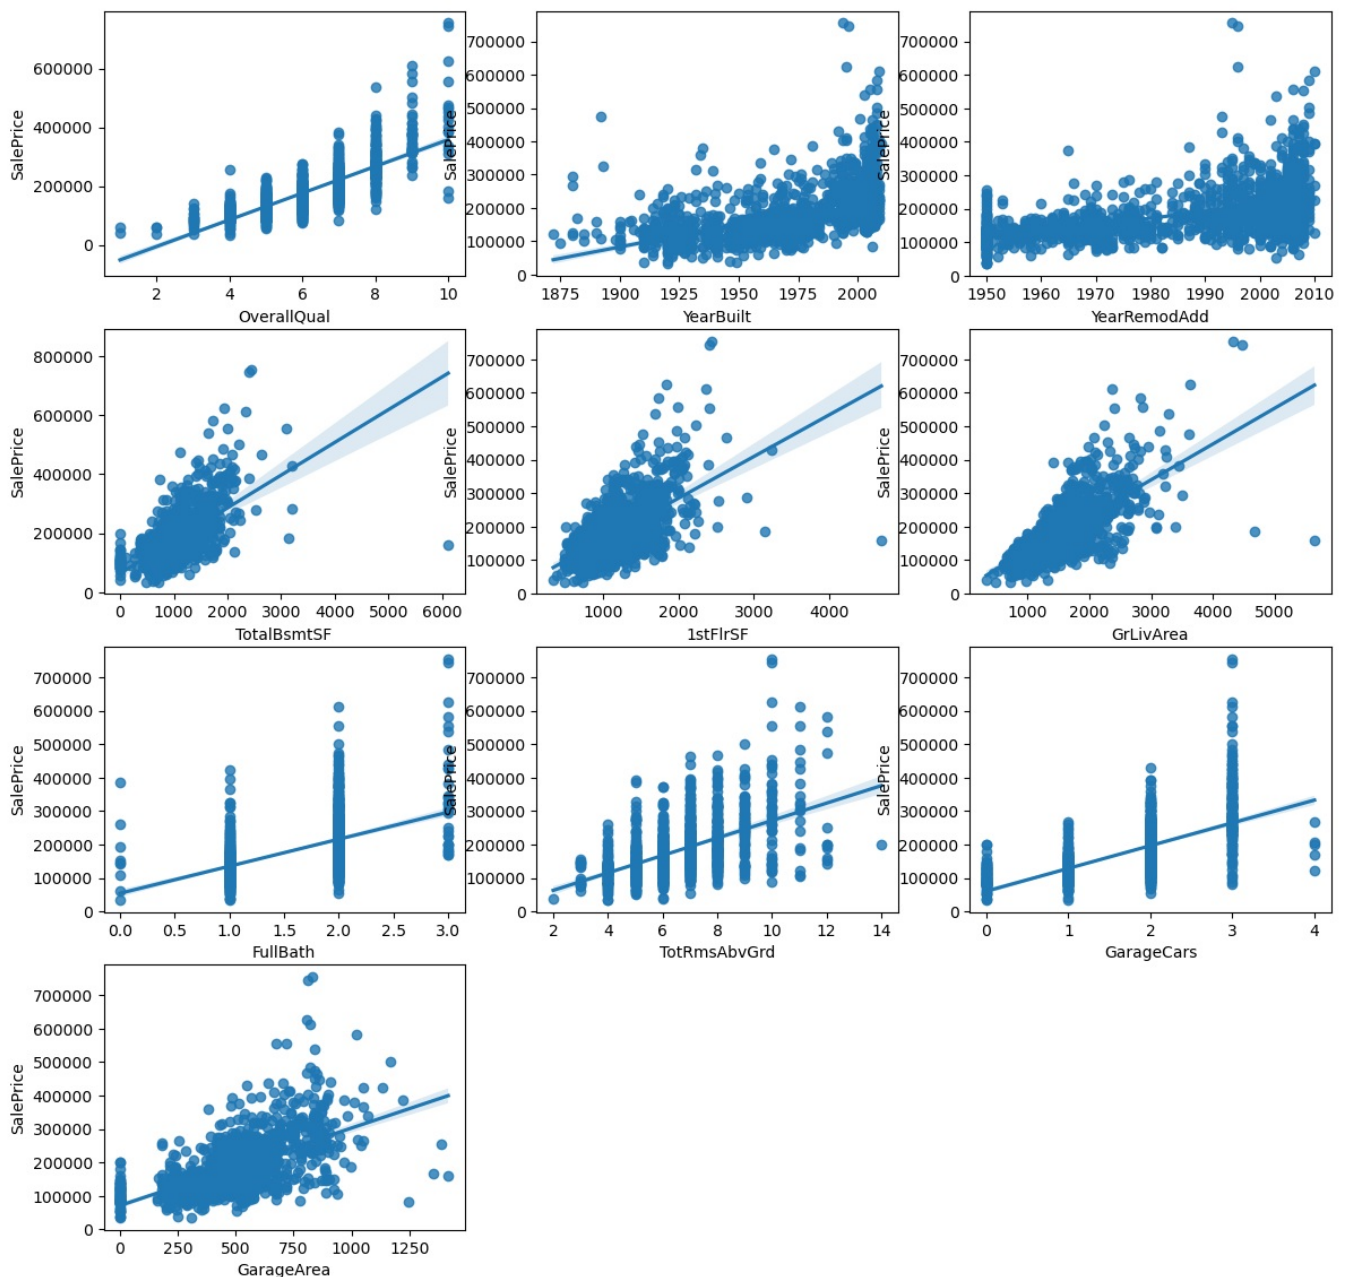 SalePrice
600000
400000
200000
0
2 4 6 8 10
OverallQual
SalePrice
700000
600000
500000
400000
300000
200000
100000
0
1875 1900 1925 1950 1975 2000
YearBuilt
SalePrice
700000
600000
500000
400000
300000
200000
100000
0
1950 1960 1970 1980 1990 2000 2010
YearRemodAdd
SalePrice
800000
600000
400000
200000
0
0 1000 2000 3000 4000 5000 6000
TotalBsmtSF
SalePrice
700000
600000
500000
400000
300000
200000
100000
0
1000 2000 3000 4000
1stFlrSF
SalePrice
700000
600000
500000
400000
300000
200000
100000
0
1000 2000 3000 4000 5000
GrLivArea
SalePrice
700000
600000
500000
400000
300000
200000
100000
0
0.0 0.5 1.0 1.5 2.0 2.5 3.0
FullBath
SalePrice
700000
600000
500000
400000
300000
200000
100000
0
2 4 6 8 10 12 14
TotRmsAbvGrd
SalePrice
700000
600000
500000
400000
300000
200000
100000
0
0 1 2 3 4
GarageCars
SalePrice
700000
600000
500000
400000
300000
200000
100000
0
0 250 500 750 1000 1250
GarageArea